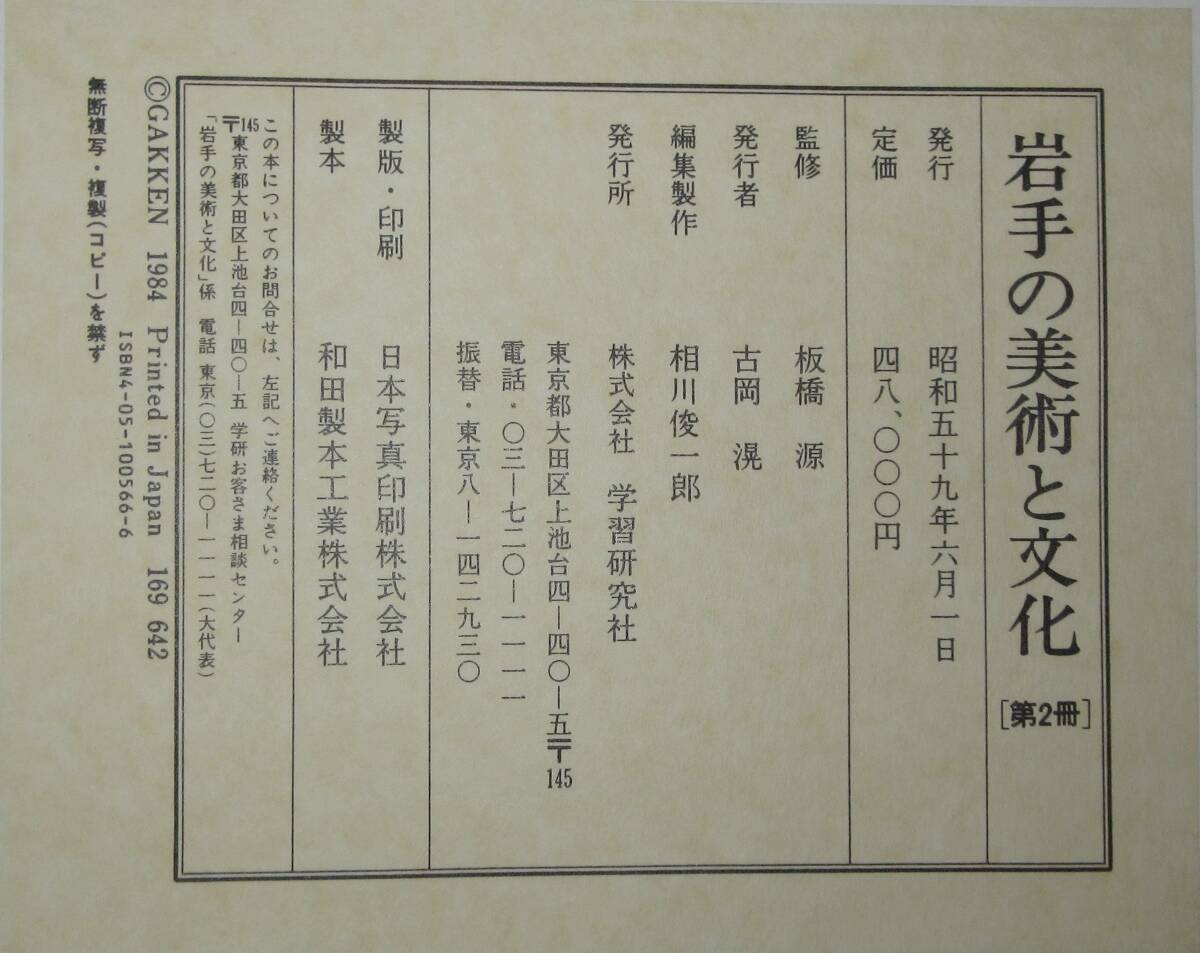 岩手の美術と文化[第2冊]
発行 昭和五十九年六月一日
定価 四八、〇〇〇円
監修 板橋 源
発行者 古岡 滉
編集製作 相川俊一郎
発行所 株式会社 学習研究社
東京都大田区上池台四―四〇―五〒145
電話・〇三―七二〇―一一一一
振替・東京八―一四二九三〇
製版・印刷 日本写真印刷株式会社
製本 和田製本工業株式会社
この本についてのお問合せは、左記へご連絡ください。
〒145東京都大田区上池台四―四〇―五 学研お客さま相談センター
「岩手の美術と文化」係 電話 東京(〇三)七二〇―一一一一(大代表)
©GAKKEN 1984 Printed in Japan 169 642
ISBN4-05-100566-6
無断複写・複製(コピー)を禁ず